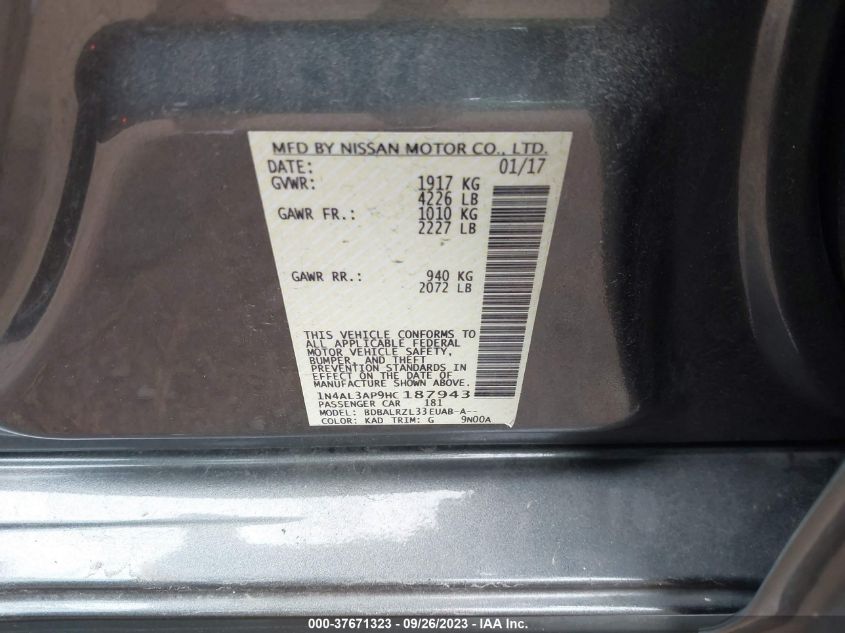 MFD BY NISSAN MOTOR CO., LTD.
DATE: 01/17
GVWR: 1917 KG
4226 LB
GAWR FR.: 1010 KG
2227 LB
GAWR RR.: 940 KG
2072 LB
THIS VEHICLE CONFORMS TO
ALL APPLICABLE FEDERAL
MOTOR VEHICLE SAFETY,
BUMPER, AND THEFT
PREVENTION STANDARDS IN
EFFECT ON THE DATE OF
MANUFACTURE SHOWN ABOVE.
1N4AL3AP9HC187943
PASSENGER CAR 181
MODEL: BDBALRZL33EUAB-A--
COLOR: KAD TRIM: G 9N00A
000-37671323 - 09/26/2023 - IAAI Inc.